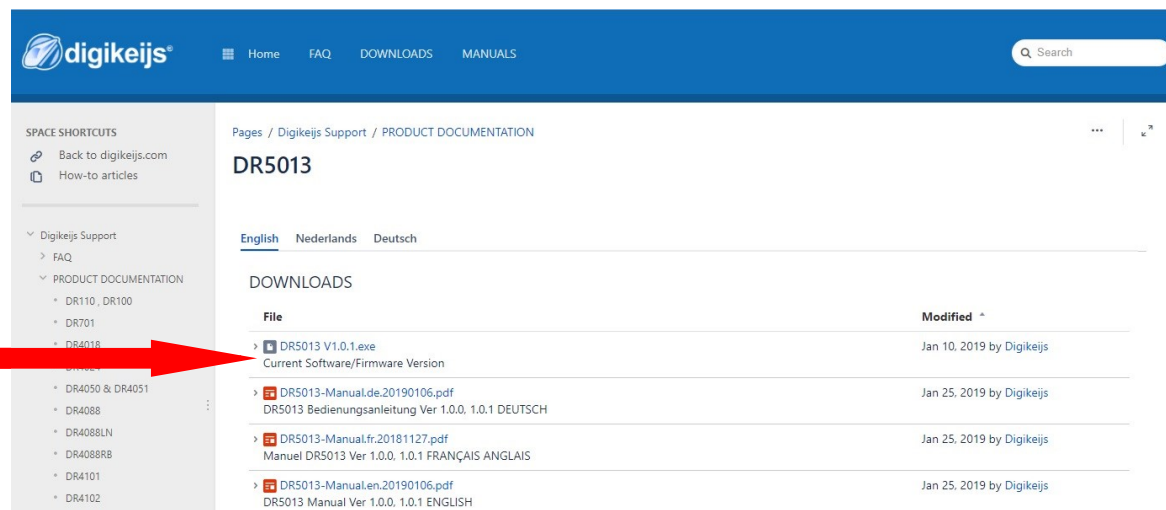 digikeijs®
Home FAQ DOWNLOADS MANUALS
Search
SPACE SHORTCUTS
Back to digikeijs.com
How-to articles
Digikeijs Support
FAQ
PRODUCT DOCUMENTATION
DR110 , DR100
DR701
DR4018
DR4050 & DR4051
DR4088
DR4088LN
DR4088RB
DR4101
DR4102
Pages / Digikeijs Support / PRODUCT DOCUMENTATION
DR5013
English Nederlands Deutsch
DOWNLOADS
File Modified
DR5013 V1.0.1.exe Jan 10, 2019 by Digikeijs
Current Software/Firmware Version
DR5013-Manual.de.20190106.pdf Jan 25, 2019 by Digikeijs
DR5013 Bedienungsanleitung Ver 1.0.0, 1.0.1 DEUTSCH
DR5013-Manual.fr.20181127.pdf Jan 25, 2019 by Digikeijs
Manuel DR5013 Ver 1.0.0, 1.0.1 FRANÇAIS ANGLAIS
DR5013-Manual.en.20190106.pdf Jan 25, 2019 by Digikeijs
DR5013 Manual Ver 1.0.0, 1.0.1 ENGLISH